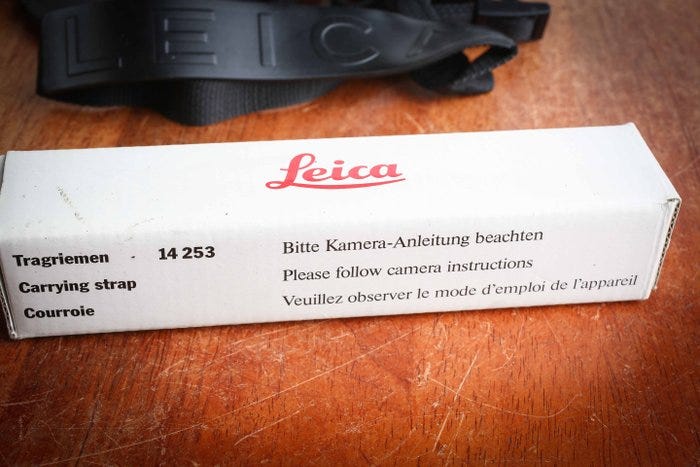 LEICA
Leica
Tragriemen - 14 253
Carrying strap
Courroie
Bitte Kamera-Anleitung beachten
Please follow camera instructions
Veuillez observer le mode d'emploi de l'appareil